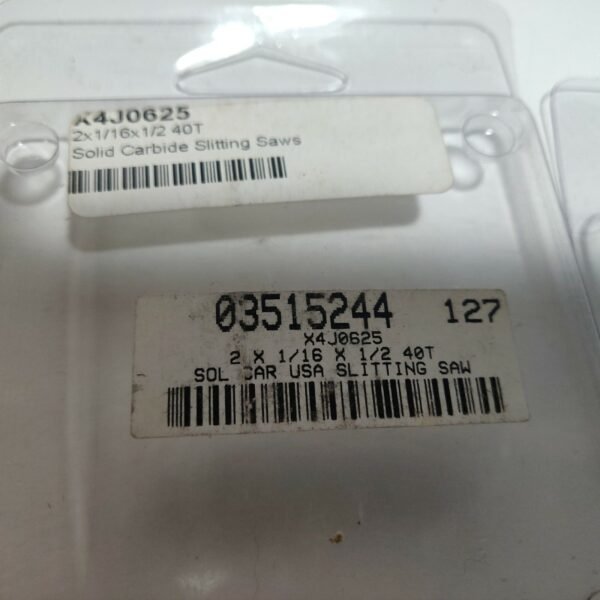 X4J0625
2x1/16x1/2 40T
Solid Carbide Slitting Saws
03515244 127
X4J0625
2 X 1/16 X 1/2 40T
SOL CAR USA SLITTING SAW